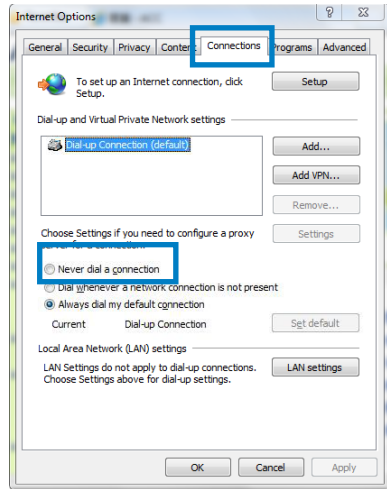 Internet Options
General Security Privacy Content Connections Programs Advanced
To set up an Internet connection, click Setup.
Setup
Dial-up and Virtual Private Network settings
Dial-up Connection (default)
Add...
Add VPN...
Remove...
Choose Settings if you need to configure a proxy
server for a connection.
Settings
Never dial a connection
Dial whenever a network connection is not present
Always dial my default connection
Current Dial-up Connection
Set default
Local Area Network (LAN) settings
LAN Settings do not apply to dial-up connections.
Choose Settings above for dial-up settings.
LAN settings
OK Cancel Apply